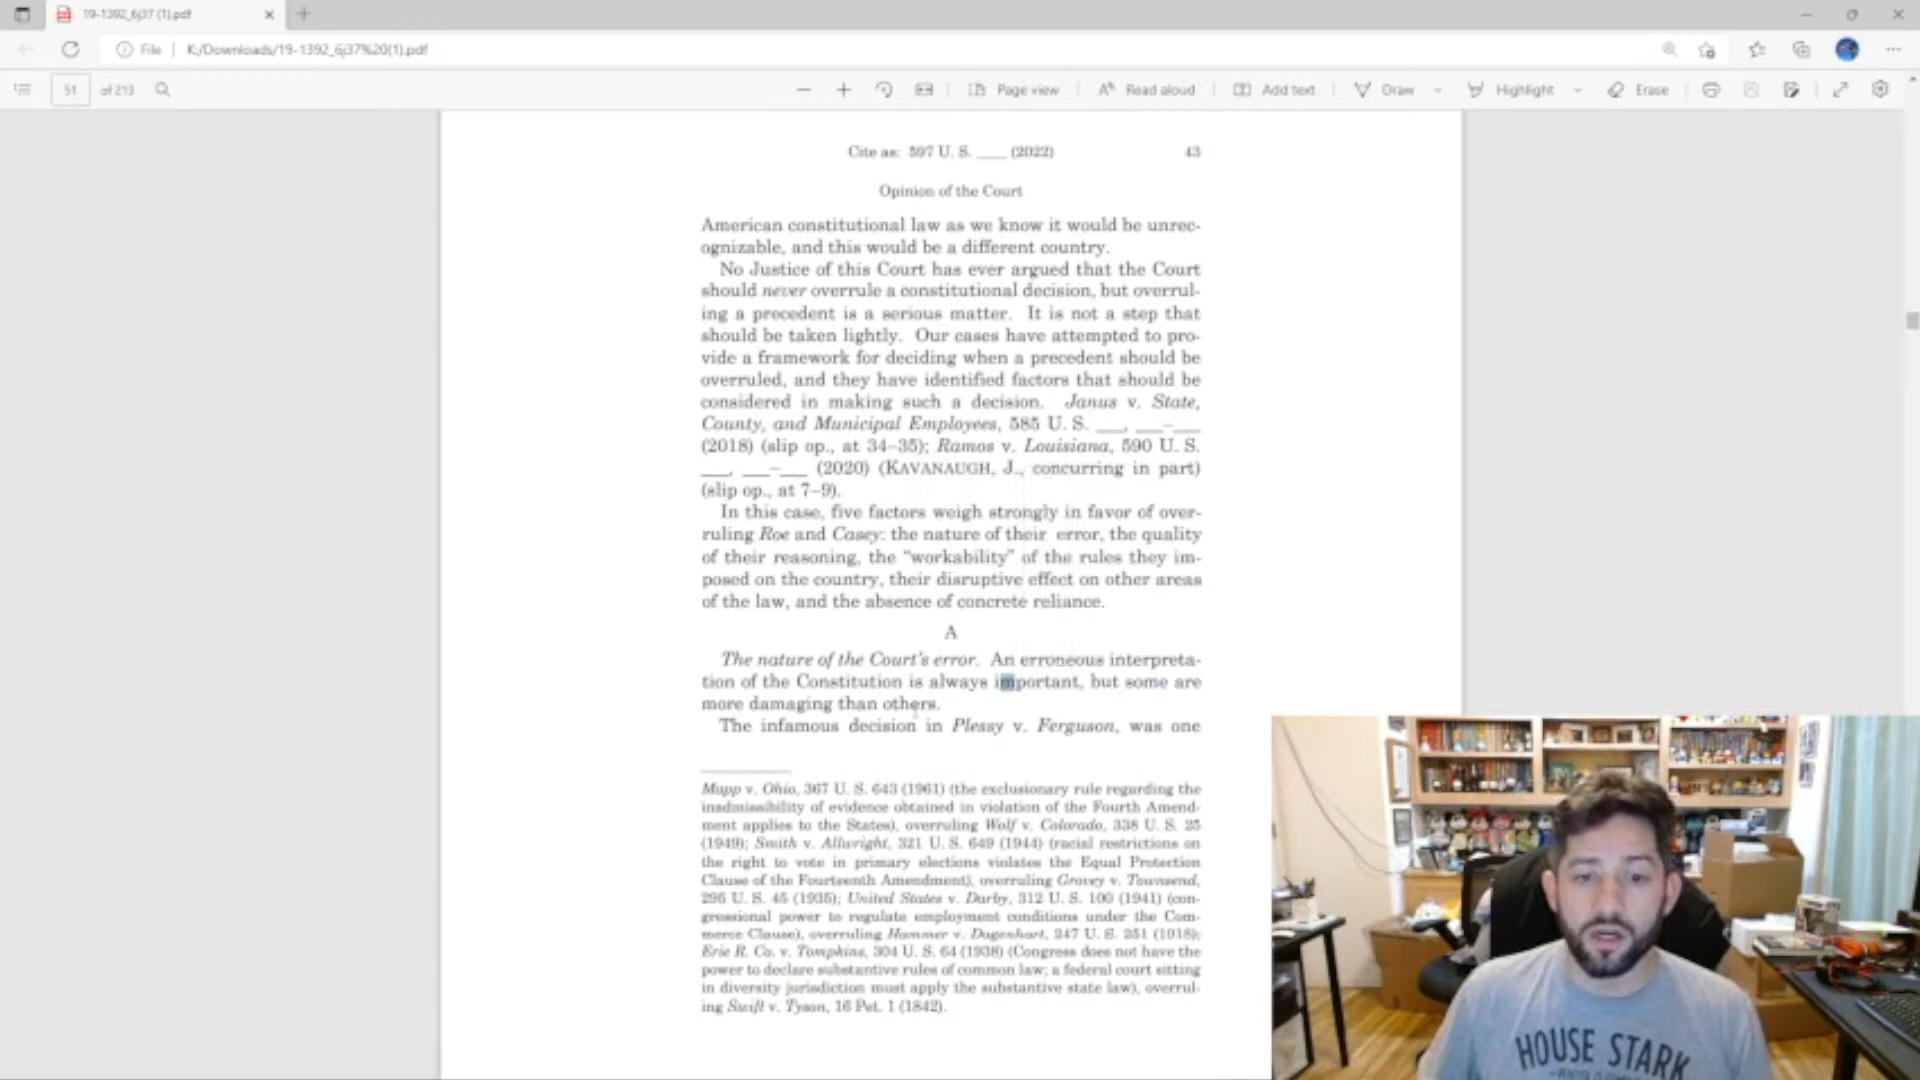 19-1392_6j37 (1).pdf
File
K:/Downloads/19-1392_6j37%20(1).pdf
51
of 213
Page view
Read aloud
Add text
Draw
Highlight
Erase
Cite as: 597 U. S. ____ (2022)
43
Opinion of the Court
American constitutional law as we know it would be unrec-
ognizable, and this would be a different country.
No Justice of this Court has ever argued that the Court
should never overrule a constitutional decision, but overrul-
ing a precedent is a serious matter. It is not a step that
should be taken lightly. Our cases have attempted to pro-
vide a framework for deciding when a precedent should be
overruled, and they have identified factors that should be
considered in making such a decision. Janus v. State,
County, and Municipal Employees, 585 U. S. ___, ___–___
(2018) (slip op., at 34–35); Ramos v. Louisiana, 590 U. S.
___, ___–___ (2020) (KAVANAUGH, J., concurring in part)
(slip op., at 7–9).
In this case, five factors weigh strongly in favor of over-
ruling Roe and Casey: the nature of their error, the quality
of their reasoning, the "workability" of the rules they im-
posed on the country, their disruptive effect on other areas
of the law, and the absence of concrete reliance.
A
The nature of the Court's error. An erroneous interpreta-
tion of the Constitution is always important, but some are
more damaging than others.
The infamous decision in Plessy v. Ferguson, was one
Mapp v. Ohio, 367 U. S. 643 (1961) (the exclusionary rule regarding the
inadmissibility of evidence obtained in violation of the Fourth Amend-
ment applies to the States), overruling Wolf v. Colorado, 338 U. S. 25
(1949); Smith v. Allwright, 321 U. S. 649 (1944) (racial restrictions on
the right to vote in primary elections violates the Equal Protection
Clause of the Fourteenth Amendment), overruling Grovey v. Townsend,
295 U. S. 45 (1935); United States v. Darby, 312 U. S. 100 (1941) (con-
gressional power to regulate employment conditions under the Com-
merce Clause), overruling Hammer v. Dagenhart, 247 U. S. 251 (1918);
Erie R. Co. v. Tompkins, 304 U. S. 64 (1938) (Congress does not have the
power to declare substantive rules of common law; a federal court sitting
in diversity jurisdiction must apply the substantive state law), overrul-
ing Swift v. Tyson, 16 Pet. 1 (1842).
HOUSE STARK